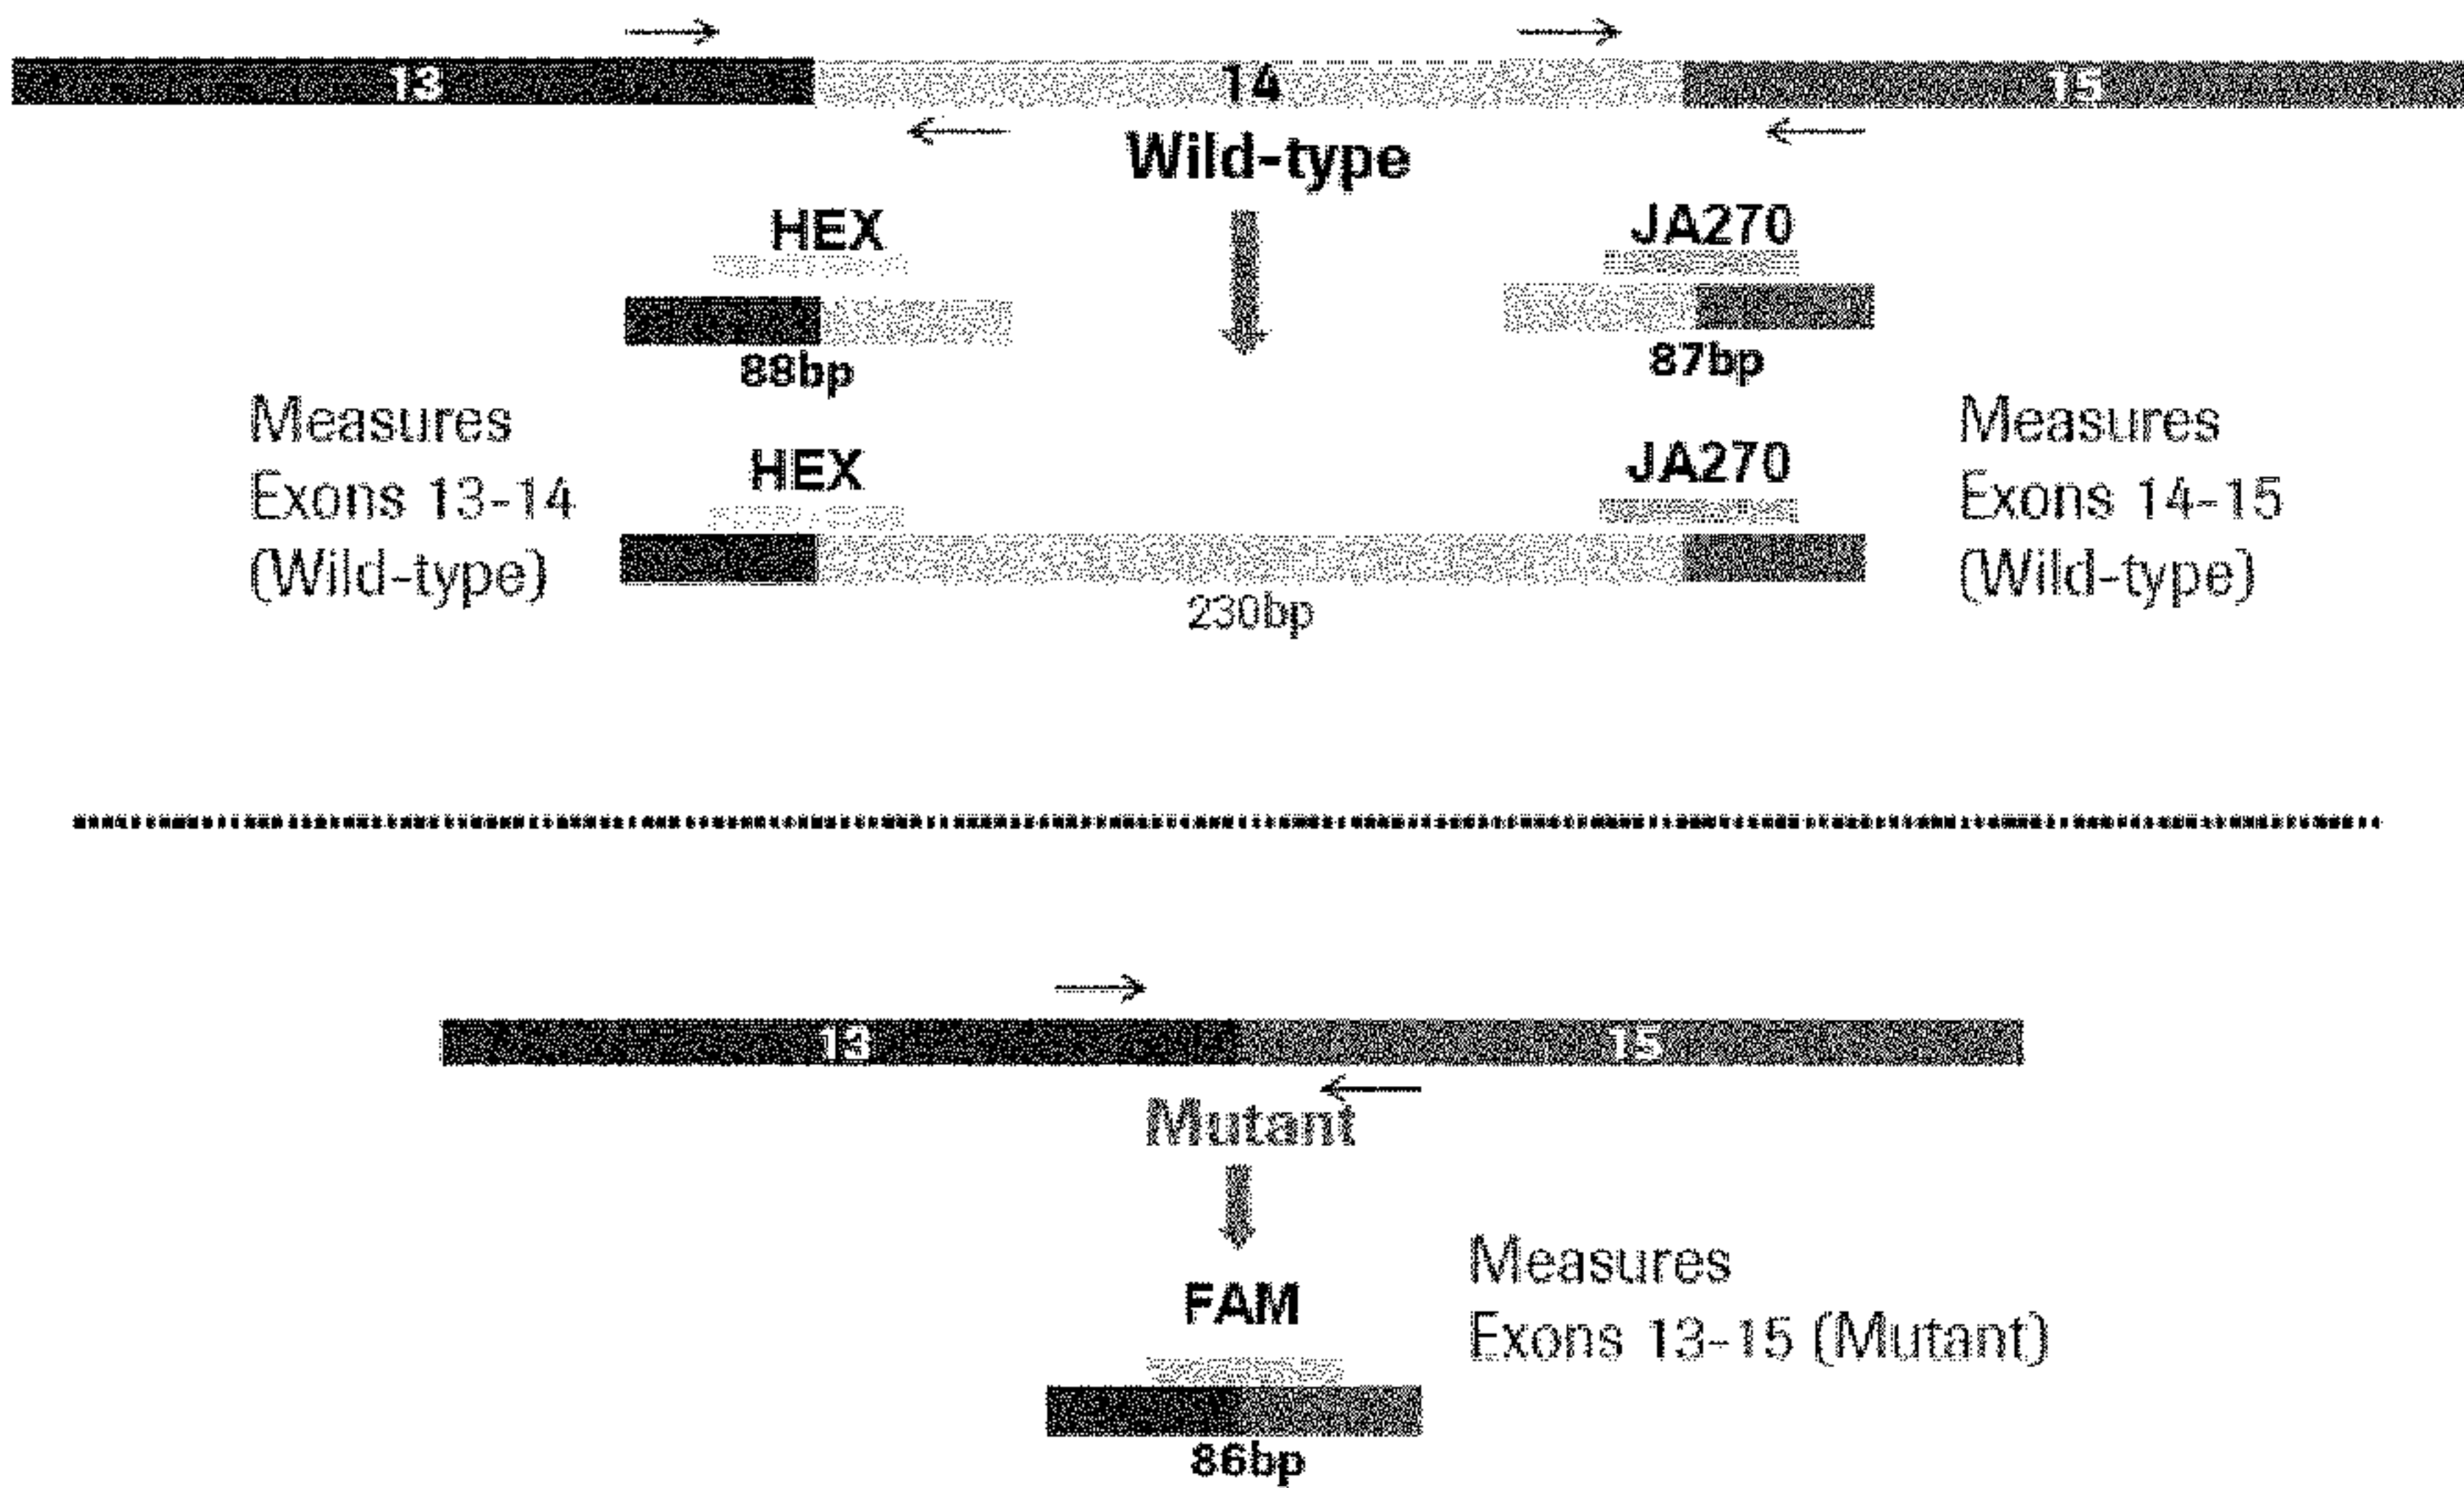 13 14 15
Wild-type
HEX JA270
88bp 87bp
Measures
Exons 13-14
(Wild-type)
HEX JA270
230bp
Measures
Exons 14-15
(Wild-type)
13 15
Mutant
FAM
Measures
Exons 13-15 (Mutant)
86bp